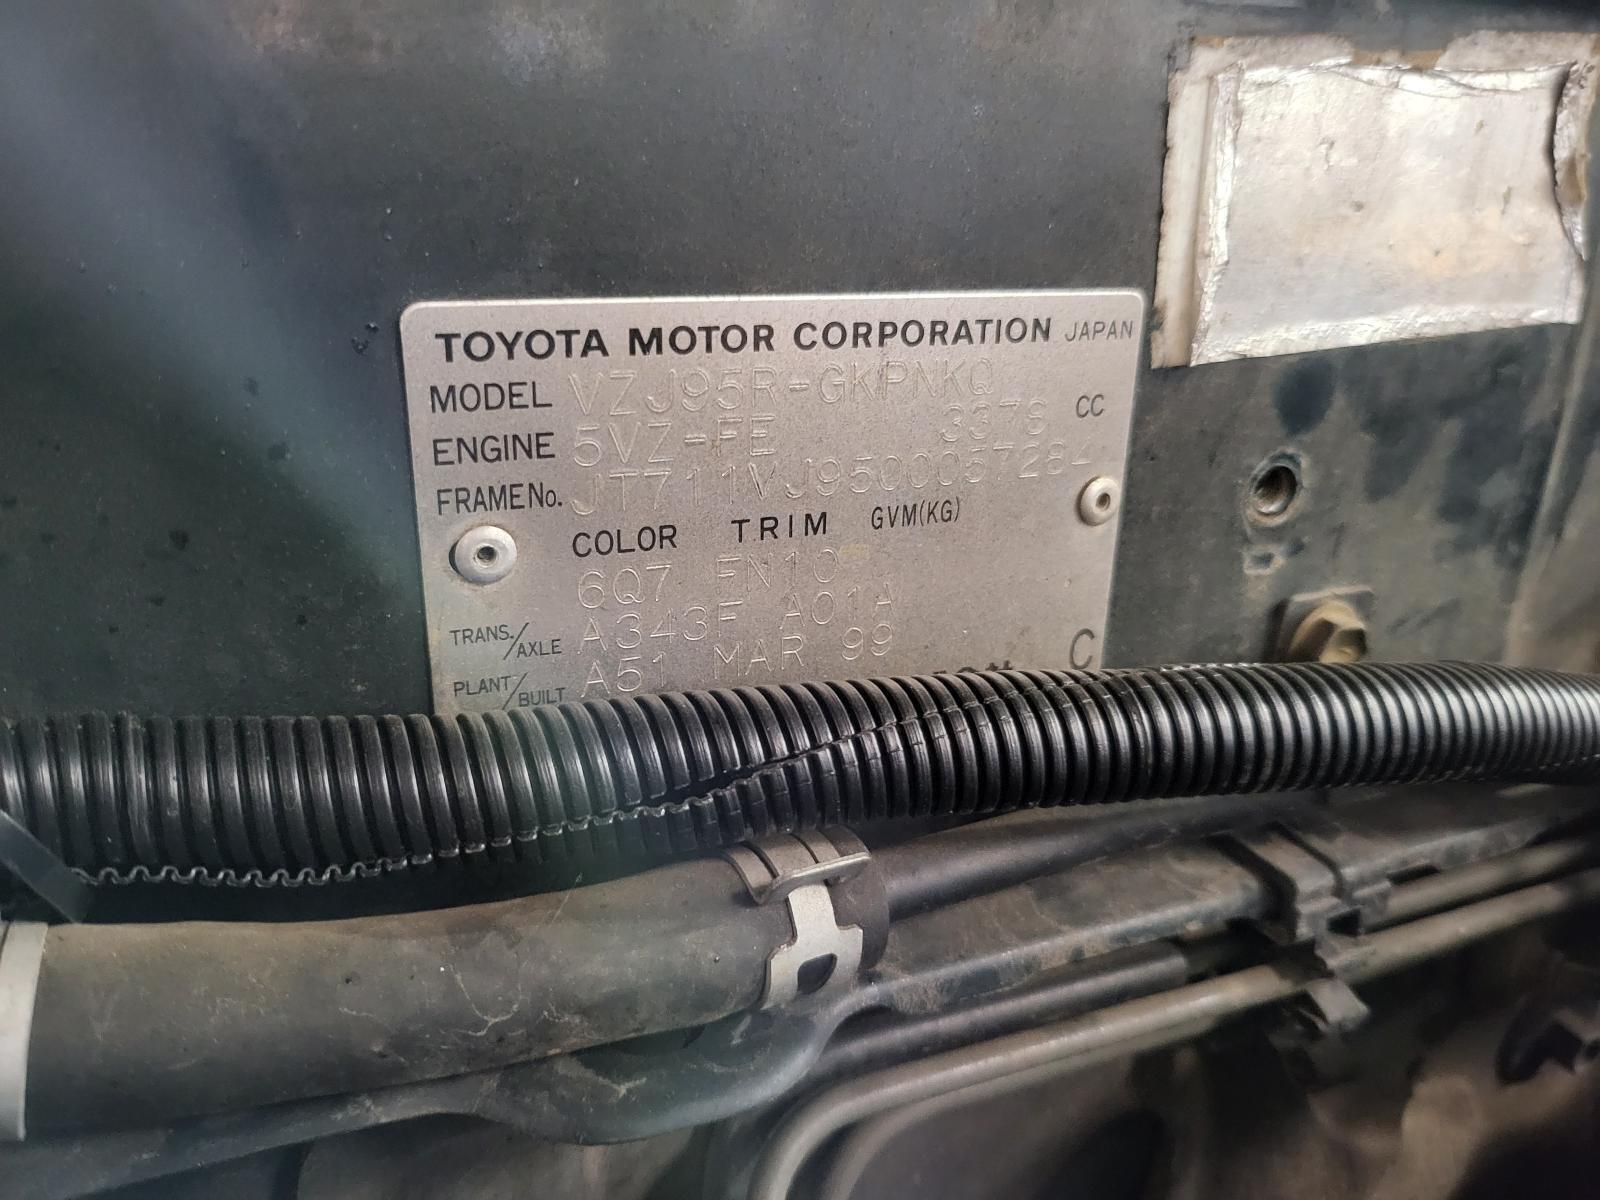 TOYOTA MOTOR CORPORATION JAPAN
MODEL VZJ95R-GKPNKQ
ENGINE 5VZ-FE 3378 CC
FRAME No. JT711VJ9500057284
COLOR TRIM GVM(KG)
6Q7 FN10
TRANS./AXLE A343F A01A
PLANT/BUILT A51 MAR 99
C